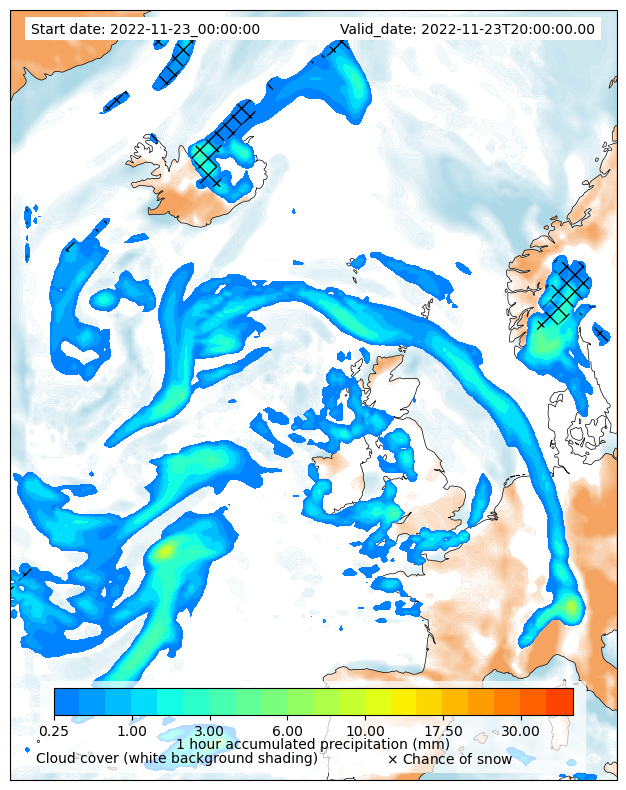 Start date: 2022-11-23_00:00:00 Valid_date: 2022-11-23T20:00:00.00
0.25 1.00 3.00 6.00 10.00 17.50 30.00
1 hour accumulated precipitation (mm)
Cloud cover (white background shading) × Chance of snow